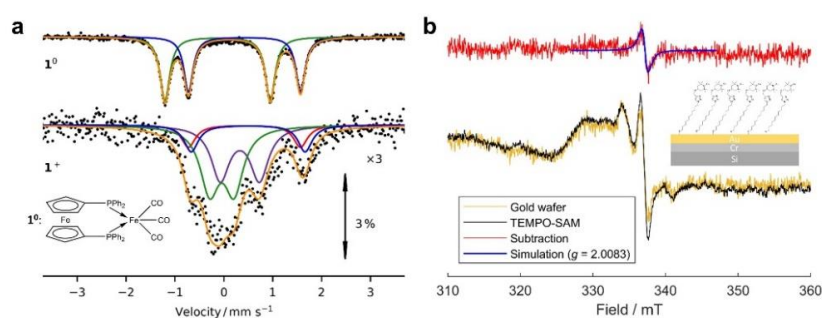 a
1⁰
1⁺
×3
1⁰:
PPh₂
Fe
CO
Fe
CO
PPh₂
CO
3 %
−3 −2 −1 0 1 2 3
Velocity / mm s⁻¹
b
Au
Cr
Si
Gold wafer
TEMPO-SAM
Subtraction
Simulation (g = 2.0083)
310 320 330 340 350 360
Field / mT